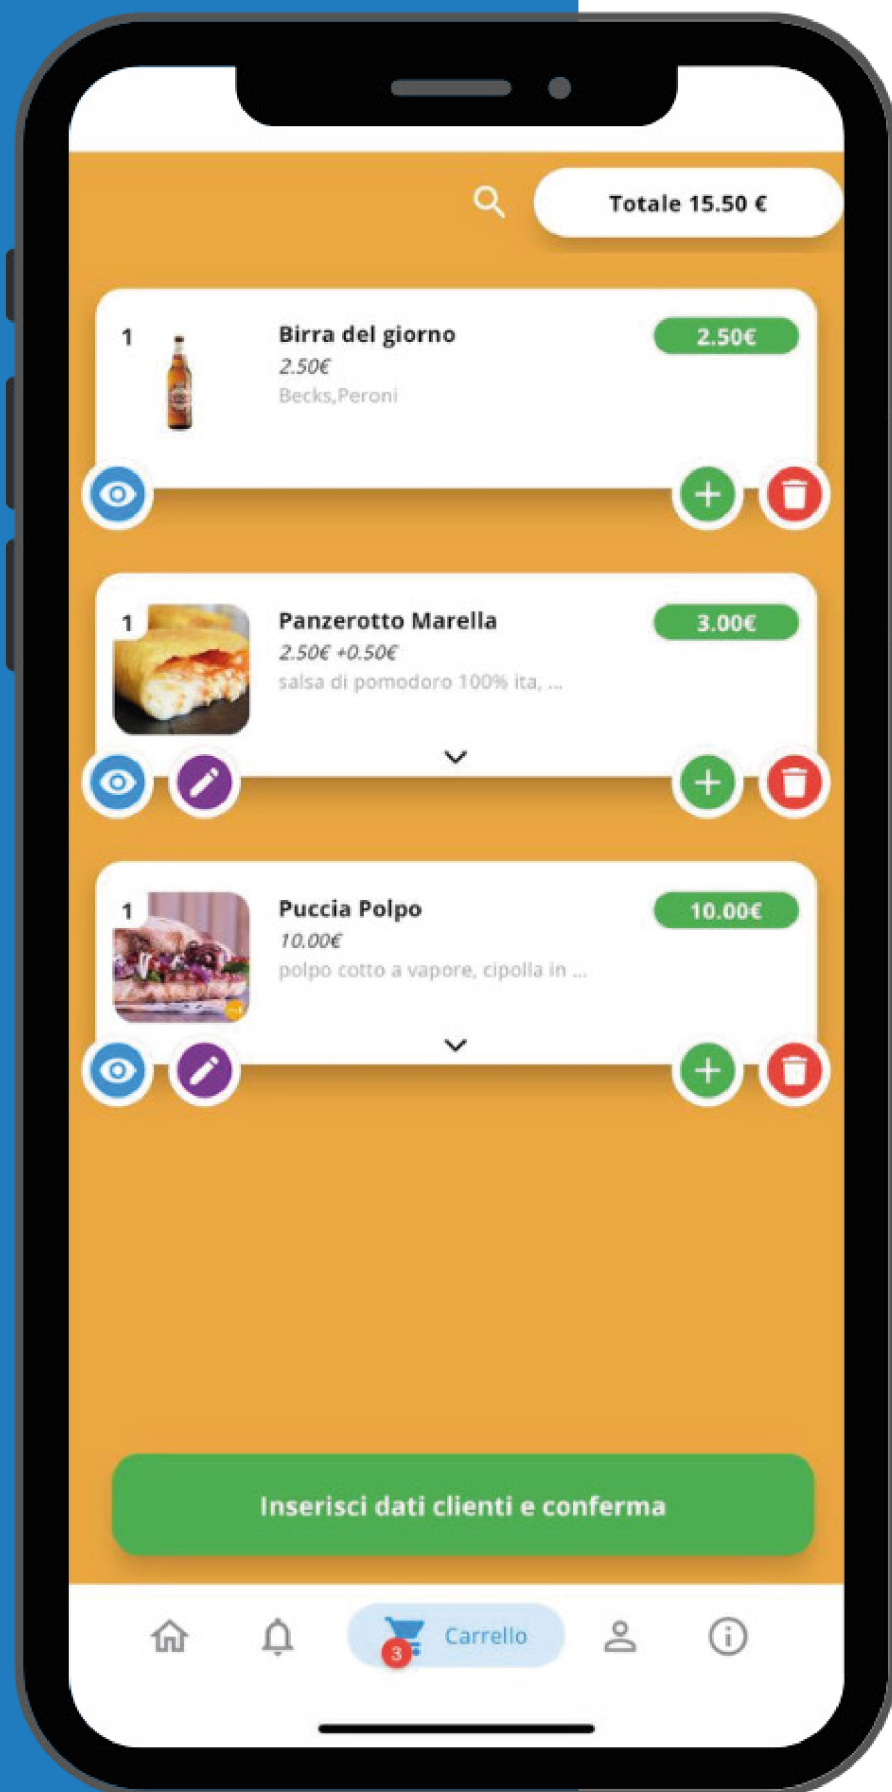 Totale 15.50 €
1
Birra del giorno
2.50€
2.50€
Becks,Peroni
1
Panzerotto Marella
3.00€
2.50€ +0.50€
salsa di pomodoro 100% ita, ...
1
Puccia Polpo
10.00€
10.00€
polpo cotto a vapore, cipolla in ...
Inserisci dati clienti e conferma
Carrello
3